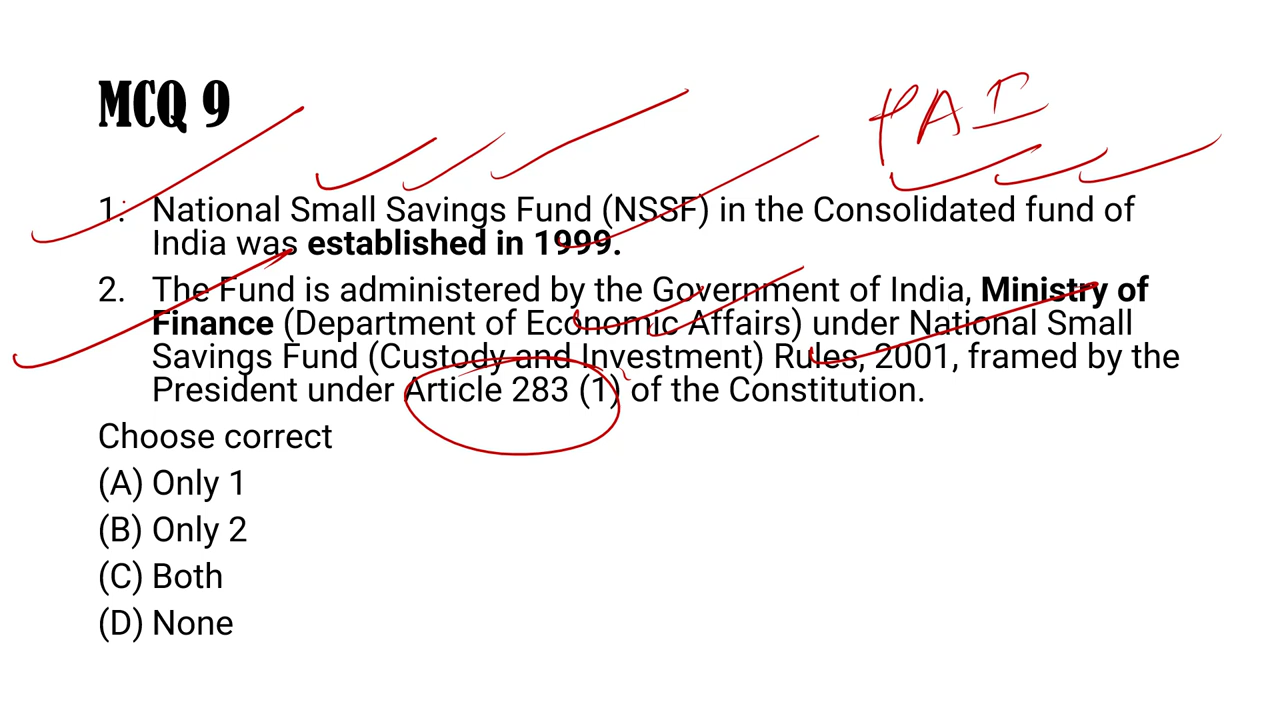 MCQ 9
PAI
1. National Small Savings Fund (NSSF) in the Consolidated fund of
India was established in 1999.
2. The Fund is administered by the Government of India, Ministry of
Finance (Department of Economic Affairs) under National Small
Savings Fund (Custody and Investment) Rules, 2001, framed by the
President under Article 283 (1) of the Constitution.
Choose correct
(A) Only 1
(B) Only 2
(C) Both
(D) None